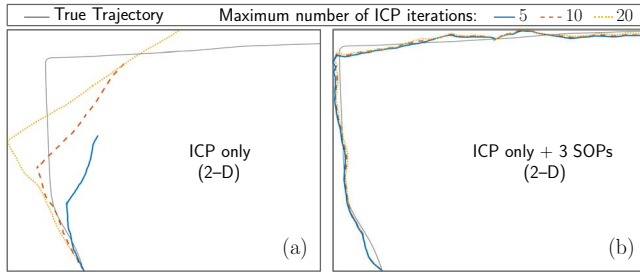 True Trajectory Maximum number of ICP iterations: 5 10 20
ICP only
(2–D)
(a)
ICP only + 3 SOPs
(2–D)
(b)